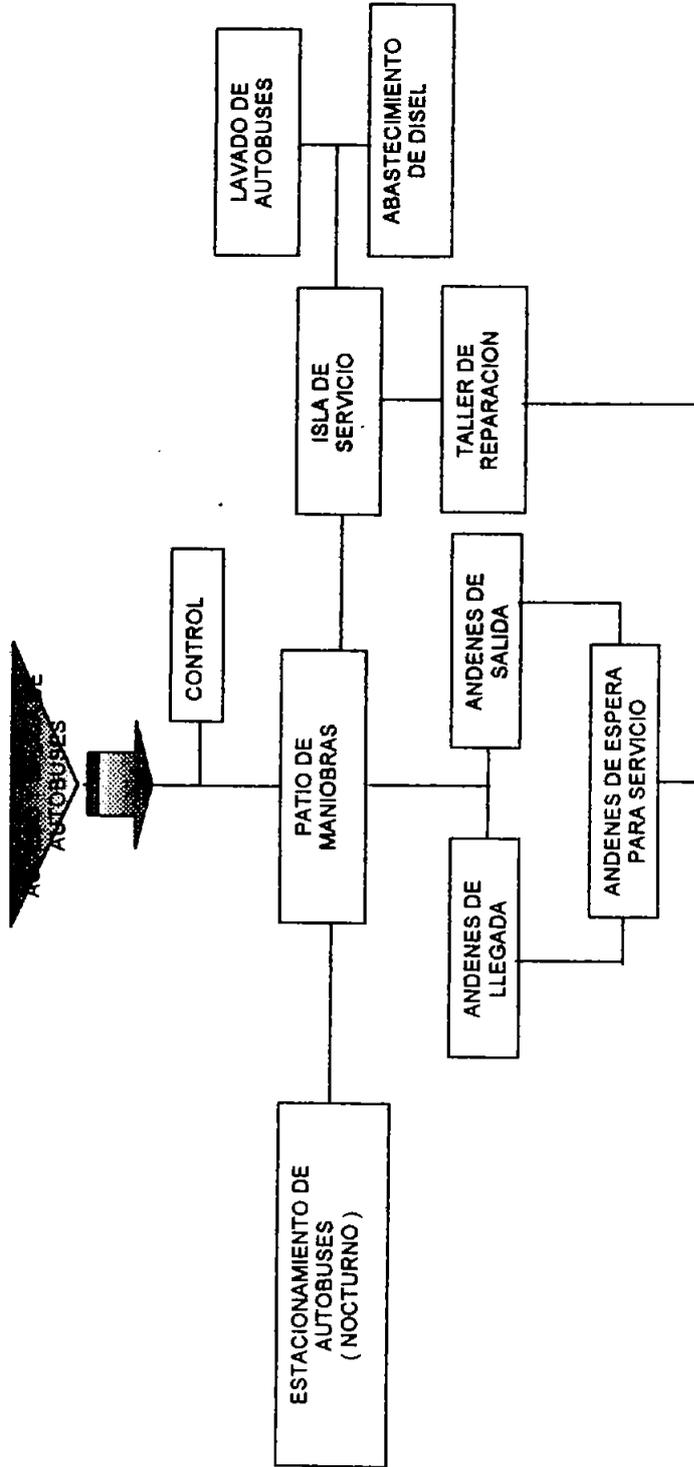 AUTOBUSES
CONTROL
ESTACIONAMIENTO DE
AUTOBUSES
( NOCTURNO )
PATIO DE
MANIOBRAS
ISLA DE
SERVICIO
LAVADO DE
AUTOBUSES
ABASTECIMIENTO
DE DISEL
ANDENES DE
LLEGADA
ANDENES DE
SALIDA
TALLER DE
REPARACION
ANDENES DE ESPERA
PARA SERVICIO